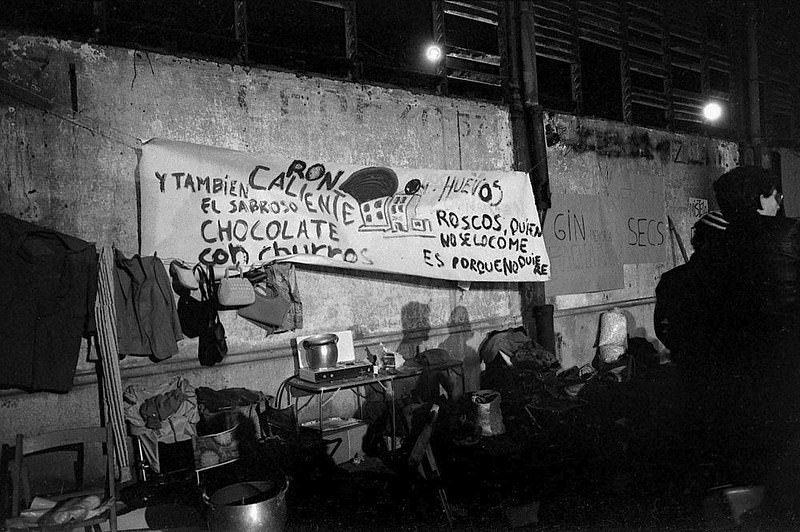 Y TAMBIEN
EL SABROSO
CHOCOLATE
con churros
RON
CALIENTE
HUEVOS
ROSCOS, QUIEN
NO SE LO COME,
ES PORQUE NO QUIERE
GIN
SECS